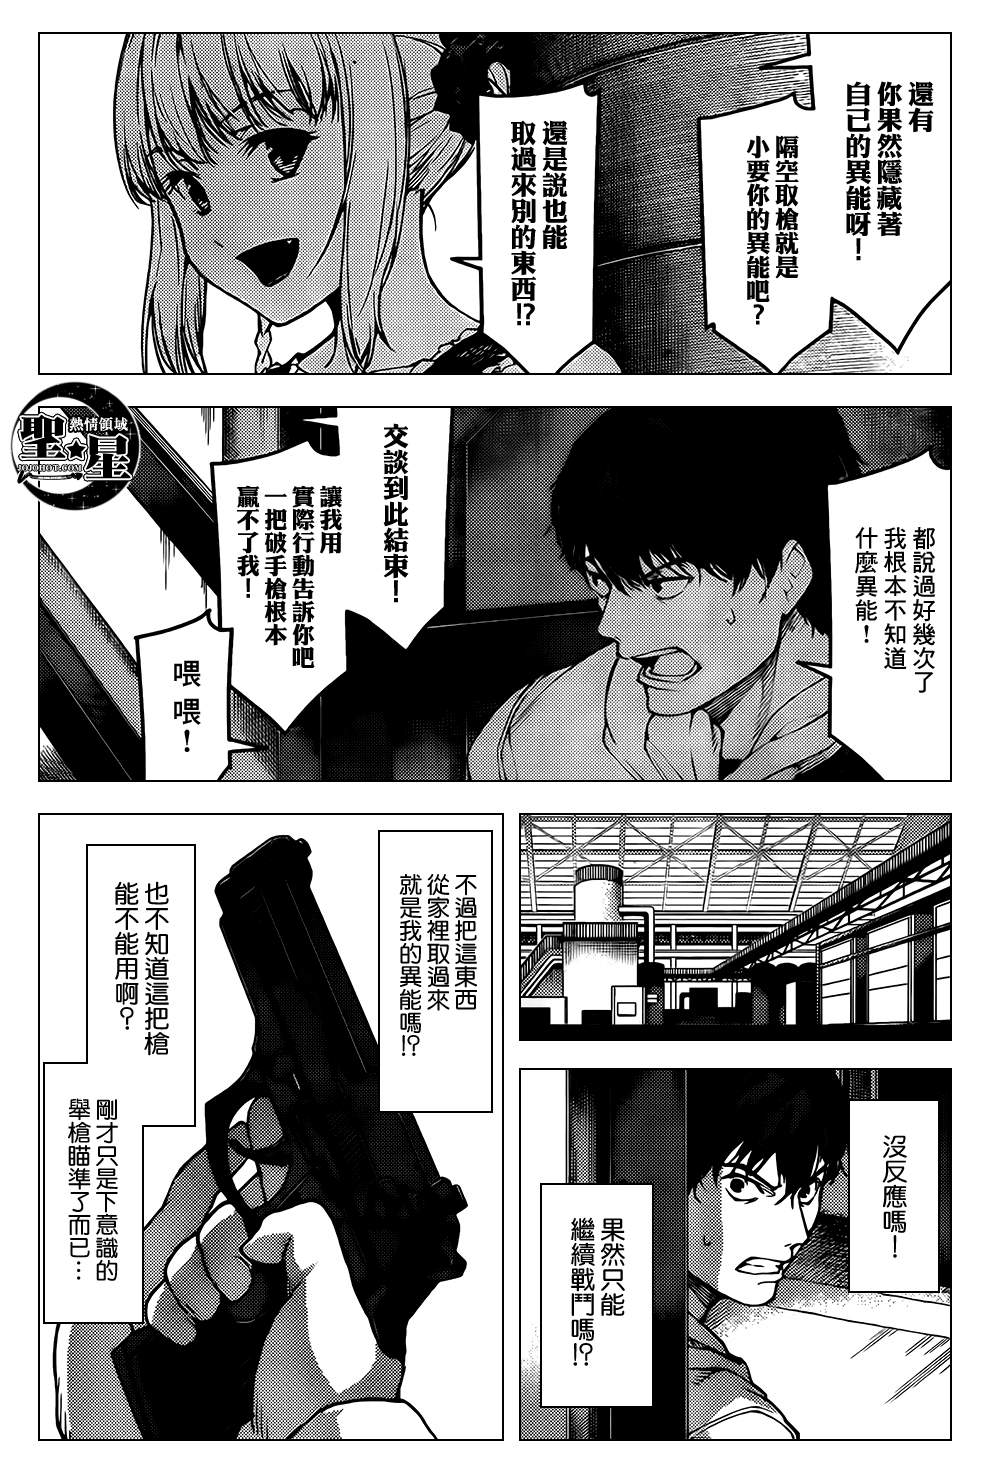 還有
你果然隱藏著
自己的異能呀！
隔空取槍就是
小要你的異能吧？
還是説也能
取過來別的東西!?
熱情領域
聖★星
JOJOHOT.COM
都說過好幾次了
我根本不知道
什麼異能！
交談到此結束！
讓我用
實際行動告訴你吧
一把破手槍根本
贏不了我！
喂喂！
沒反應嗎！
果然只能
繼續戰鬥嗎!?
不過把這東西
從家裡取過來
就是我的異能嗎!?
也不知道這把槍
能不能用啊？
剛才只是下意識的
舉槍瞄準了而已…